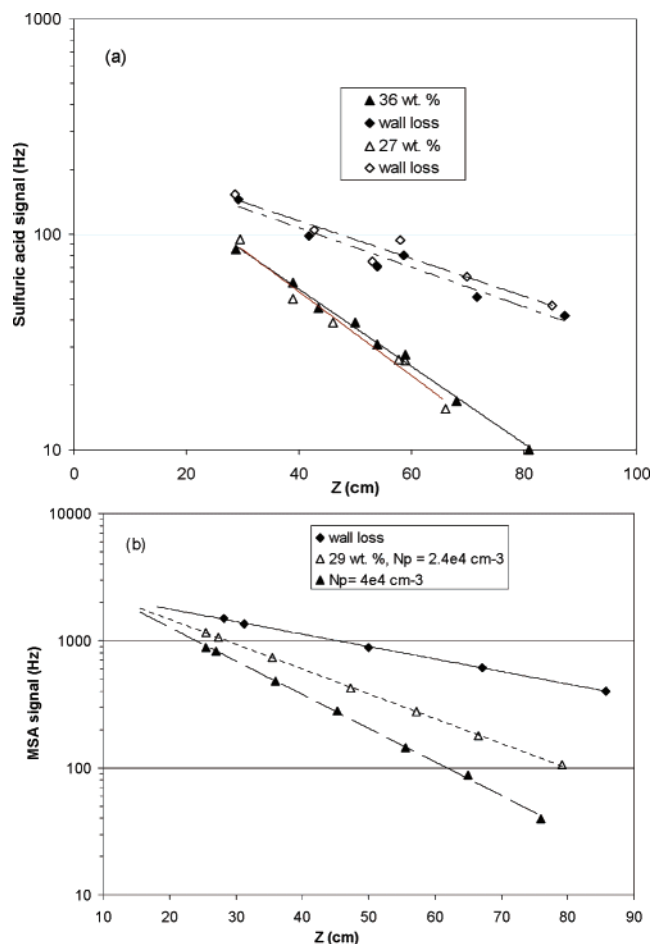 1000
(a)
36 wt. %
wall loss
27 wt. %
wall loss
100
10
Sulfuric acid signal (Hz)
0 20 40 60 80 100
Z (cm)
10000
(b)
wall loss
29 wt. %, Np = 2.4e4 cm-3
Np= 4e4 cm-3
1000
100
10
MSA signal (Hz)
10 20 30 40 50 60 70 80 90
Z (cm)